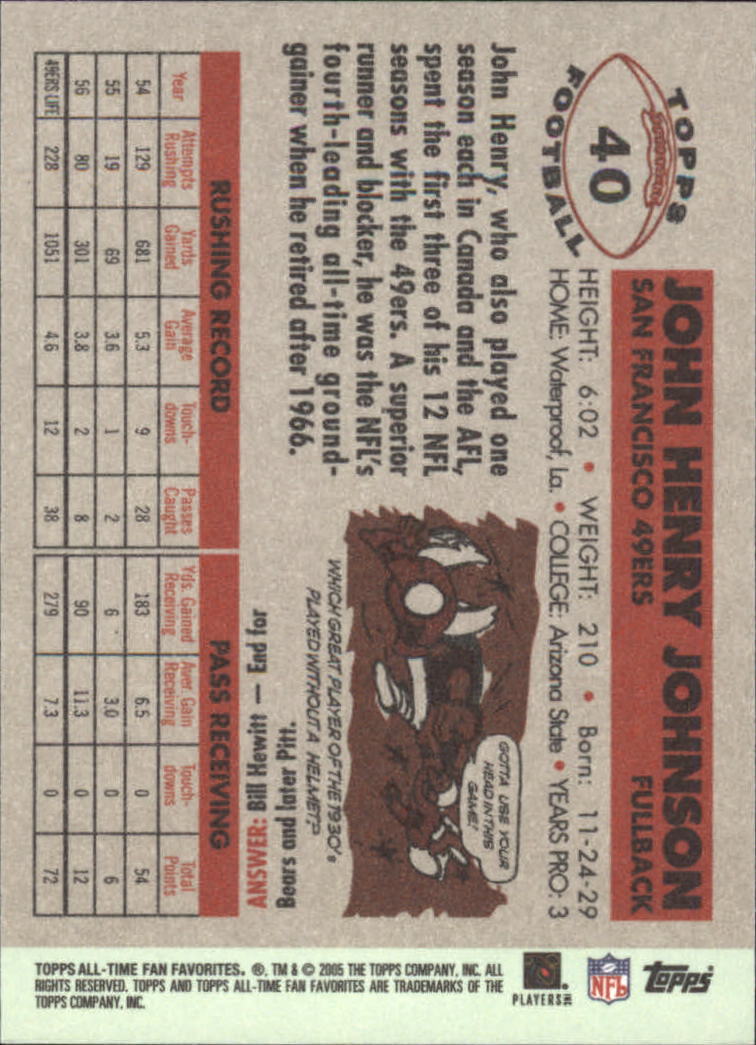 TOPPS
40
FOOTBALL
JOHN HENRY JOHNSON
SAN FRANCISCO 49ERS FULLBACK
HEIGHT: 6:02 • WEIGHT: 210 • Born: 11-24-29
HOME: Waterproof, La. • COLLEGE: Arizona State • YEARS PRO: 3
John Henry, who also played one
season each in Canada and the AFL,
spent the first three of his 12 NFL
seasons with the 49ers. A superior
runner and blocker, he was the NFL's
fourth-leading all-time ground-
gainer when he retired after 1966.
GOTTA USE YOUR
HEAD IN THIS
GAME!
WHICH GREAT PLAYER OF THE 1930's
PLAYED WITHOUT A HELMET?
ANSWER: Bill Hewitt — End for
Bears and later Pitt.
RUSHING RECORD PASS RECEIVING
Year Attempts Rushing Yards Gained Average Gain Touch-downs Passes Caught Yds. Gained Receiving Aver. Gain Receiving Touch-downs Total Points
54 129 681 5.3 9 28 183 6.5 0 54
55 19 69 3.6 1 2 6 3.0 0 6
56 80 301 3.8 2 8 90 11.3 0 12
49ERS LIFE 228 1051 4.6 12 38 279 7.3 0 72
TOPPS ALL-TIME FAN FAVORITES. ®, TM & © 2005 THE TOPPS COMPANY, INC. ALL
RIGHTS RESERVED. TOPPS AND TOPPS ALL-TIME FAN FAVORITES ARE TRADEMARKS OF THE
TOPPS COMPANY, INC.
PLAYERS INC
NFL
topps